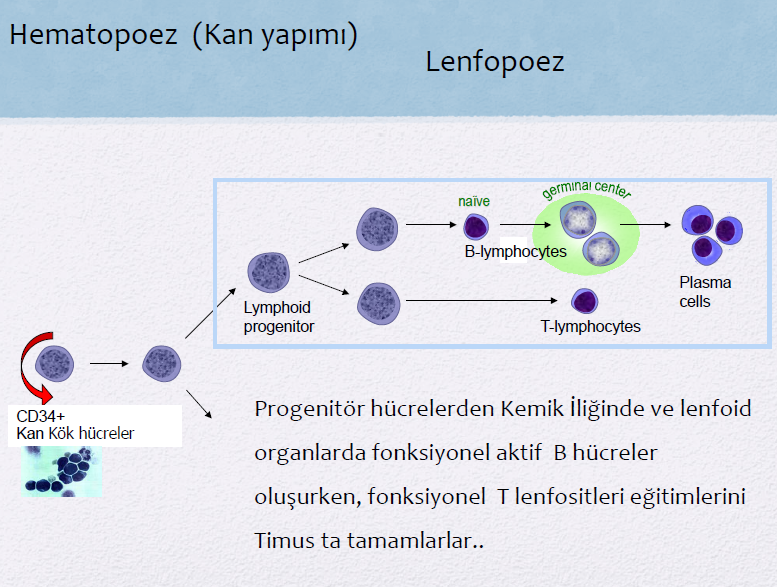 Hematopoez (Kan yapımı)
Lenfopoez
naïve
germinal center
B-lymphocytes
Plasma
cells
Lymphoid
progenitor
T-lymphocytes
CD34+
Kan Kök hücreler
Progenitör hücrelerden Kemik İliğinde ve lenfoid
organlarda fonksiyonel aktif B hücreler
oluşurken, fonksiyonel T lenfositleri eğitimlerini
Timus ta tamamlarlar..